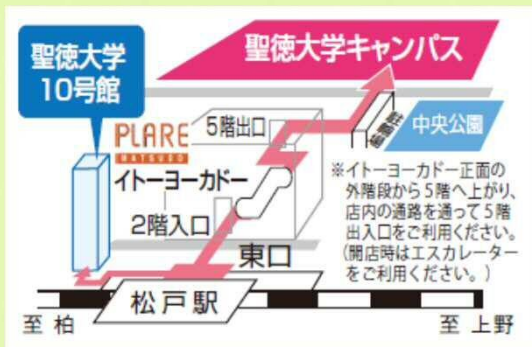 聖徳大学
10号館
聖徳大学キャンパス
PLARE
MATSUDO
イトーヨーカドー
5階出口
2階入口
駐輪場
中央公園
※イトーヨーカドー正面の
外階段から5階へ上がり、
店内の通路を通って5階
出入口をご利用ください。
(開店時はエスカレーター
をご利用ください。)
東口
松戸駅
至 柏
至 上野